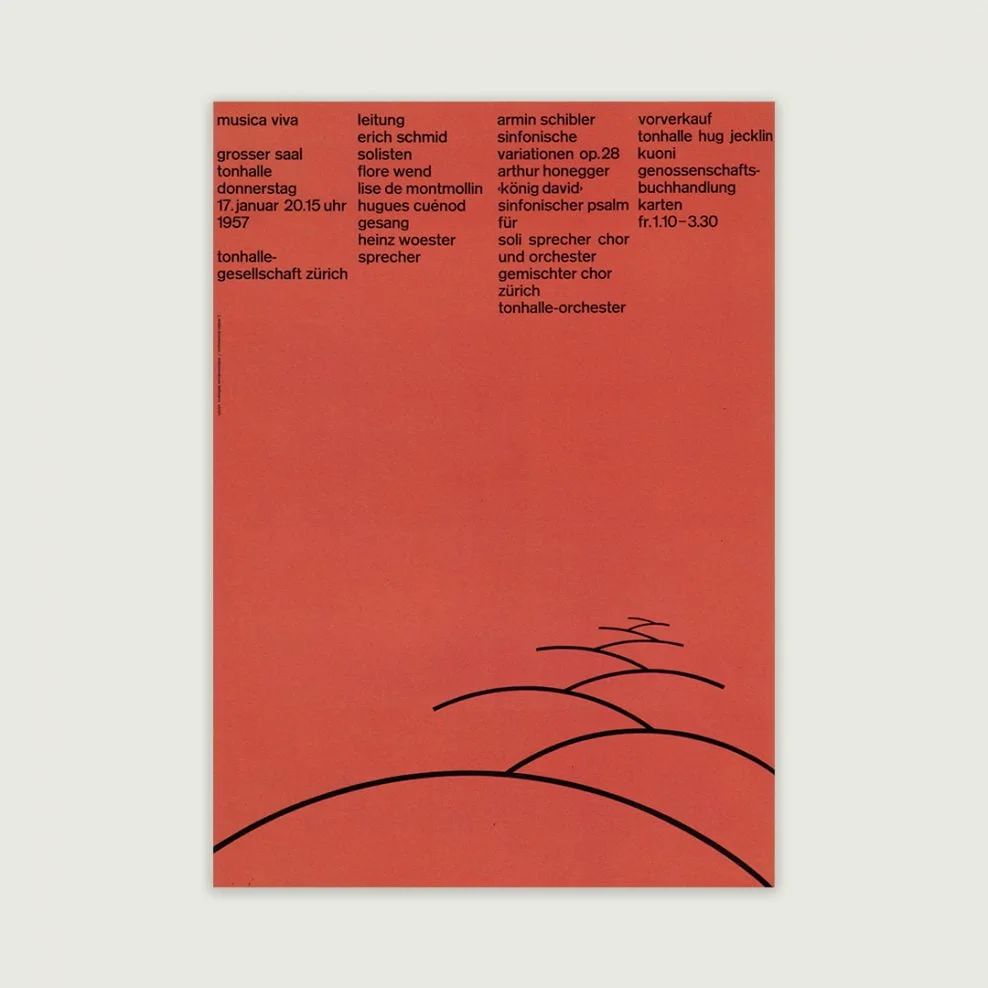 musica viva
grosser saal
tonhalle
donnerstag
17. januar 20.15 uhr
1957
tonhalle-
gesellschaft zürich
leitung
erich schmid
solisten
flore wend
lise de montmollin
hugues cuénod
gesang
heinz woester
sprecher
armin schibler
sinfonische
variationen op.28
arthur honegger
‹könig david›
sinfonischer psalm
für
soli sprecher chor
und orchester
gemischter chor
zürich
tonhalle-orchester
vorverkauf
tonhalle hug jecklin
kuoni
genossenschafts-
buchhandlung
karten
fr. 1.10–3.30